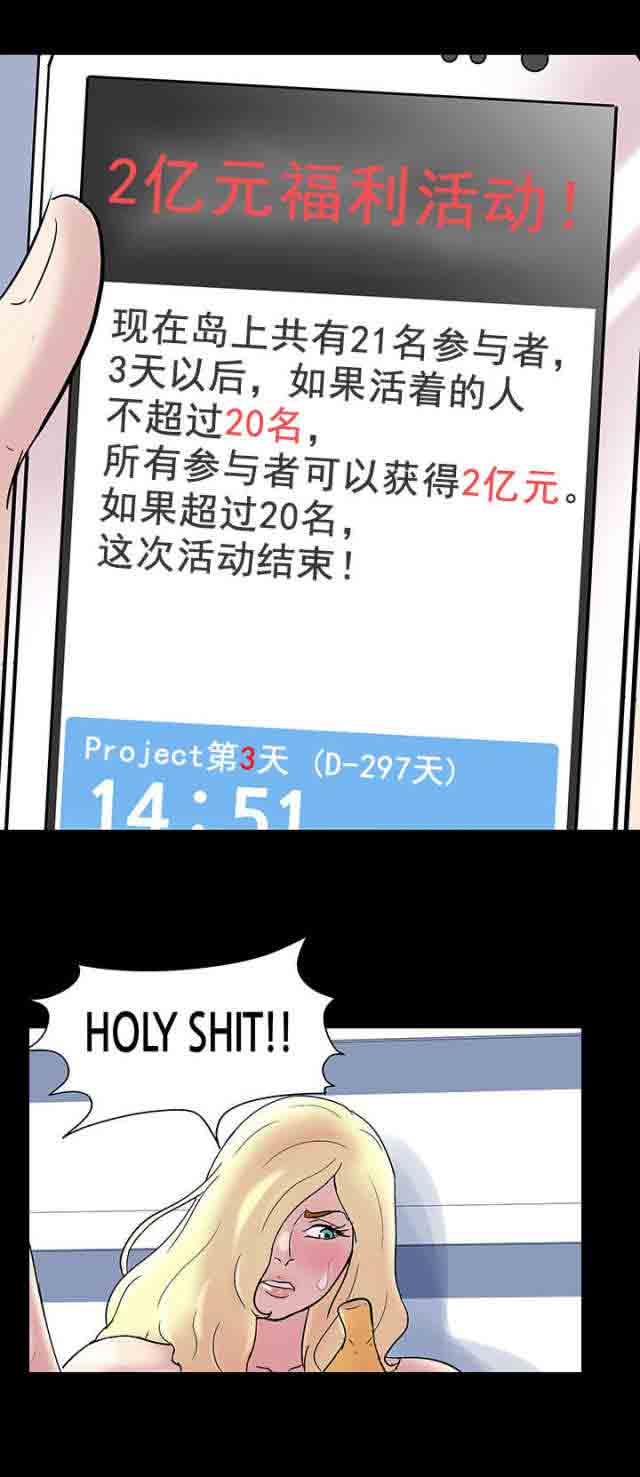 2亿元福利活动!
现在岛上共有21名参与者，
3天以后，如果活着的人
不超过20名，
所有参与者可以获得2亿元。
如果超过20名，
这次活动结束!
Project第3天 (D-297天)
14:51
HOLY SHIT!!